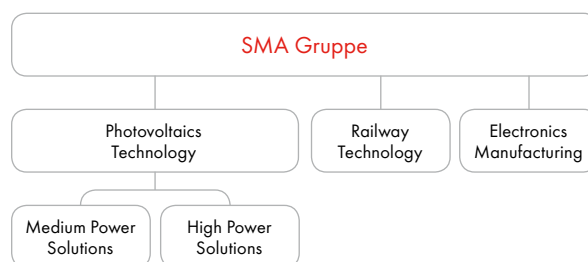 SMA Gruppe
Photovoltaics
Technology
Railway
Technology
Electronics
Manufacturing
Medium Power
Solutions
High Power
Solutions